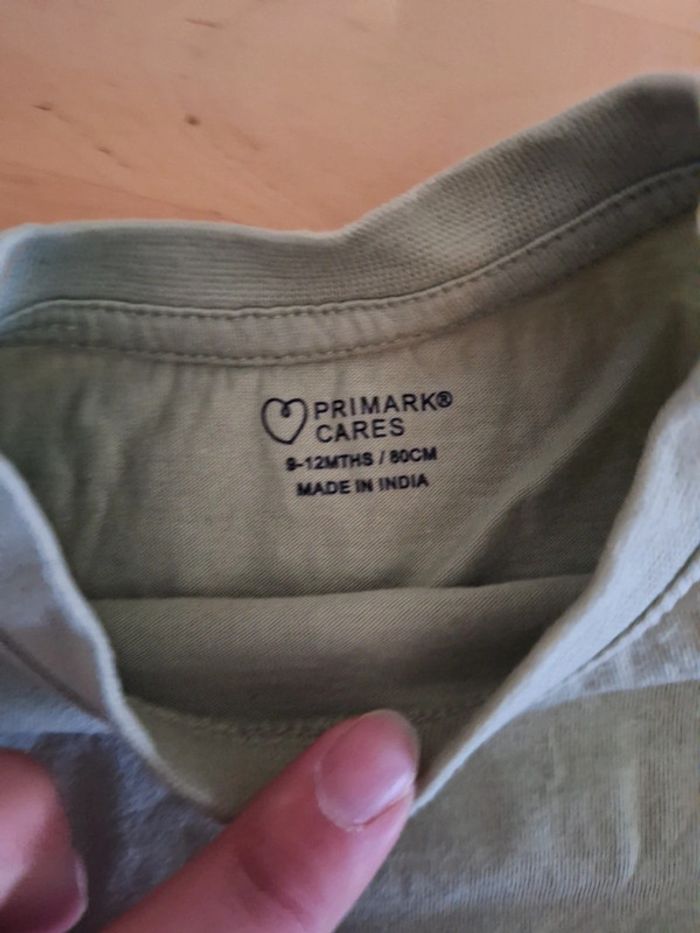 PRIMARK®
CARES
9-12MTHS / 80CM
MADE IN INDIA